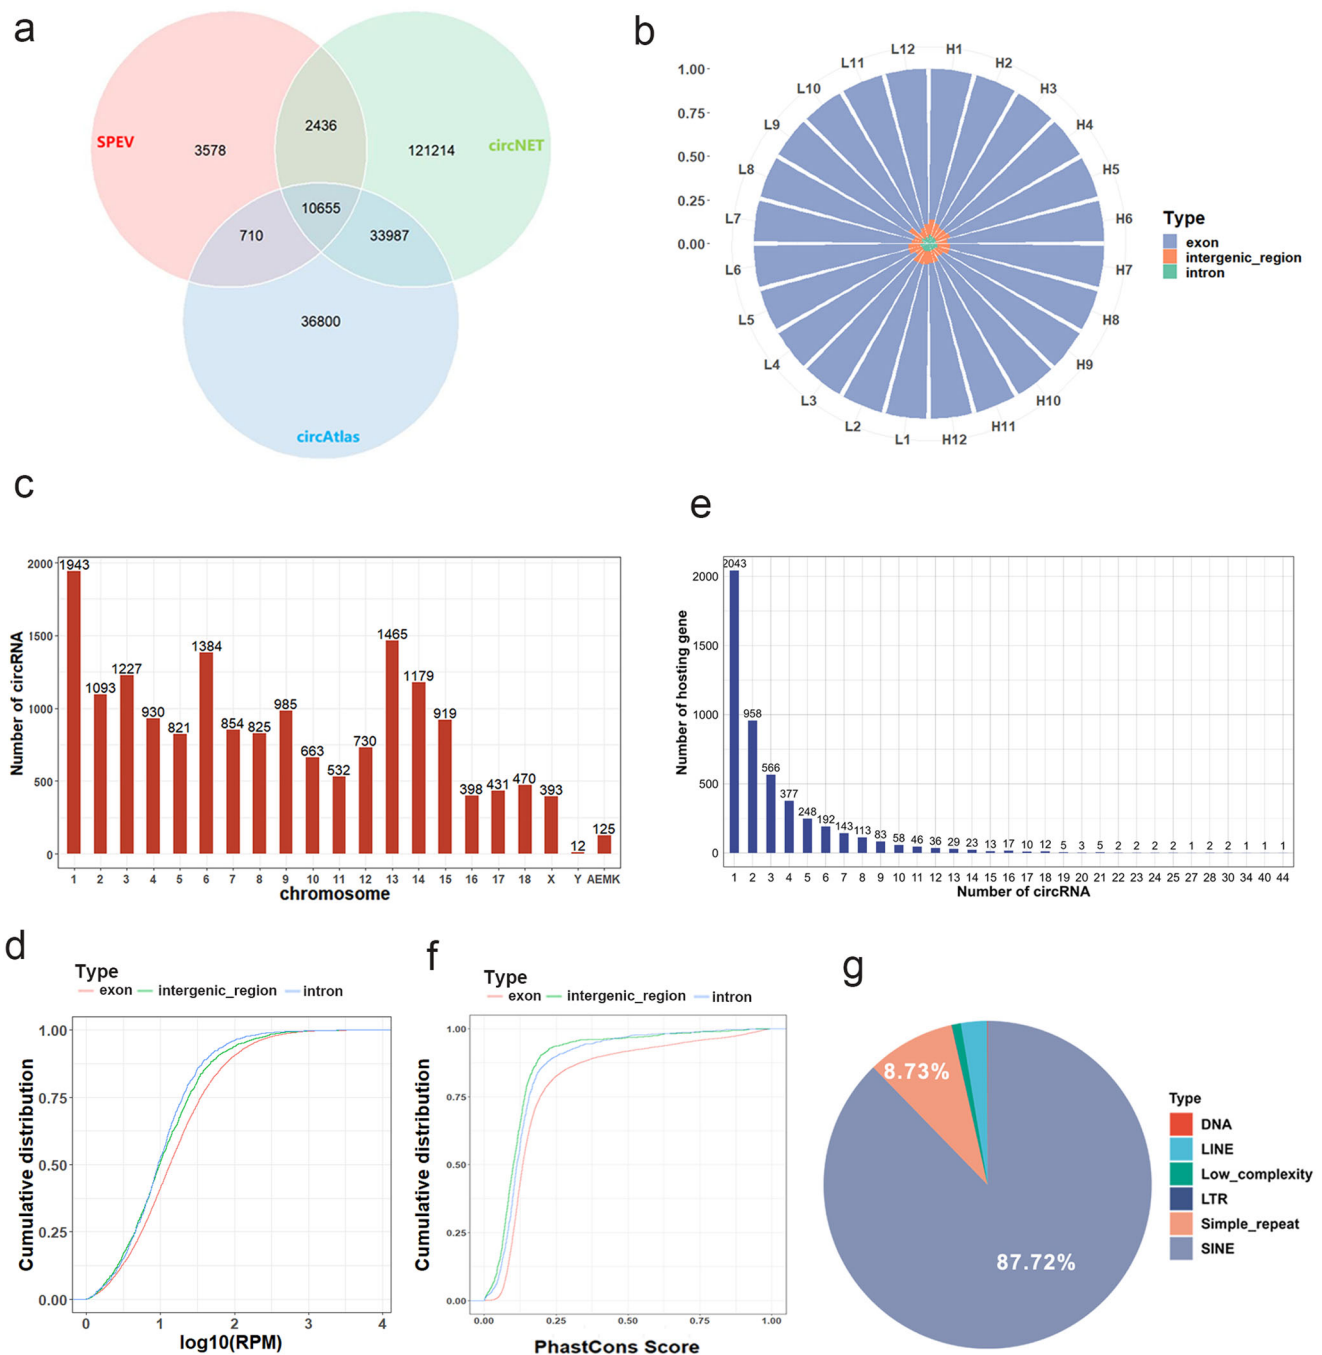 a
SPEV
3578
2436
121214
circNET
10655
710
33987
36800
circAtlas
b
1.00-
0.75-
0.50-
0.25-
0.00-
L12
H1
L11
H2
L10
H3
L9
H4
L8
H5
L7
H6
L6
H7
L5
H8
L4
H9
L3
H10
L2
H11
L1
H12
Type
exon
intergenic_region
intron
c
Number of circRNA
2000
1500
1000
500
0
1943
1093
1227
930
821
1384
854
825
985
663
532
730
1465
1179
919
398
431
470
393
12
125
1 2 3 4 5 6 7 8 9 10 11 12 13 14 15 16 17 18 X Y AEMK
chromosome
e
Number of hosting gene
2000
1500
1000
500
0
2043
958
566
377
248
192
143
113
83
58
46
36
29
23
13
17
10
12
5
3
5
2
2
2
2
1
2
2
1
1
1
1 2 3 4 5 6 7 8 9 10 11 12 13 14 15 16 17 18 19 20 21 22 23 24 25 27 28 30 34 40 44
Number of circRNA
d
Type
exon intergenic_region intron
Cumulative distribution
1.00
0.75
0.50
0.25
0.00
0 1 2 3 4
log10(RPM)
f
Type
exon intergenic_region intron
Cumulative distribution
1.00
0.75
0.50
0.25
0.00
0.00 0.25 0.50 0.75 1.00
PhastCons Score
g
8.73%
87.72%
Type
DNA
LINE
Low_complexity
LTR
Simple_repeat
SINE